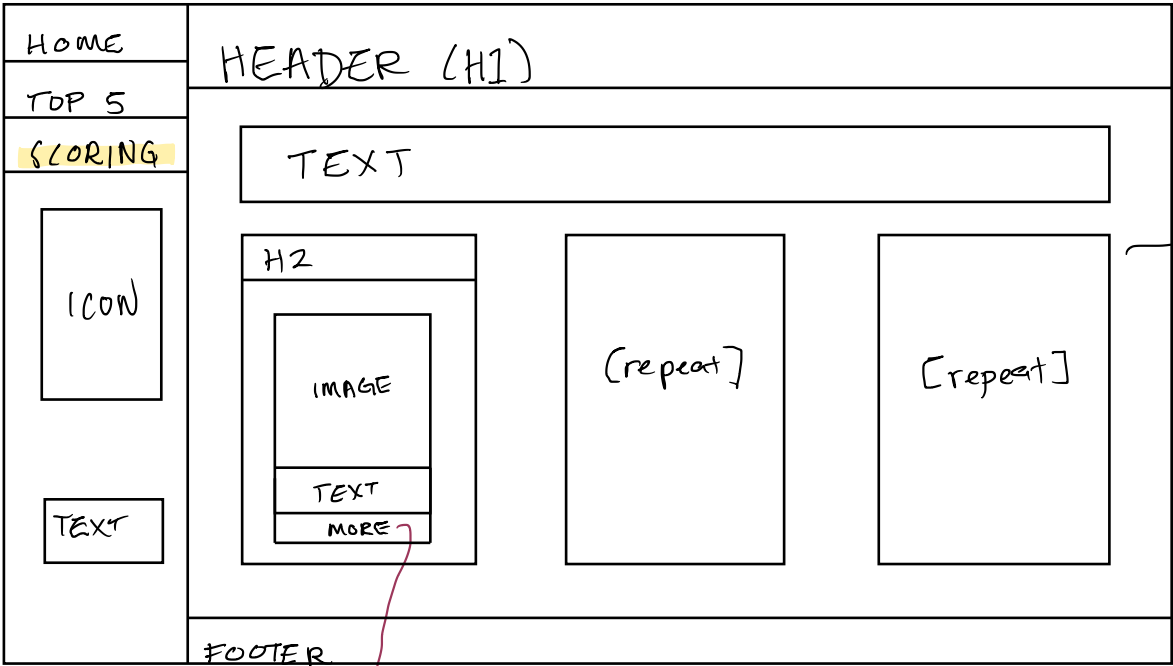 HOME
TOP 5
SCORING
ICON
TEXT
HEADER (H1)
TEXT
H2
IMAGE
TEXT
MORE
[repeat]
[repeat]
FOOTER